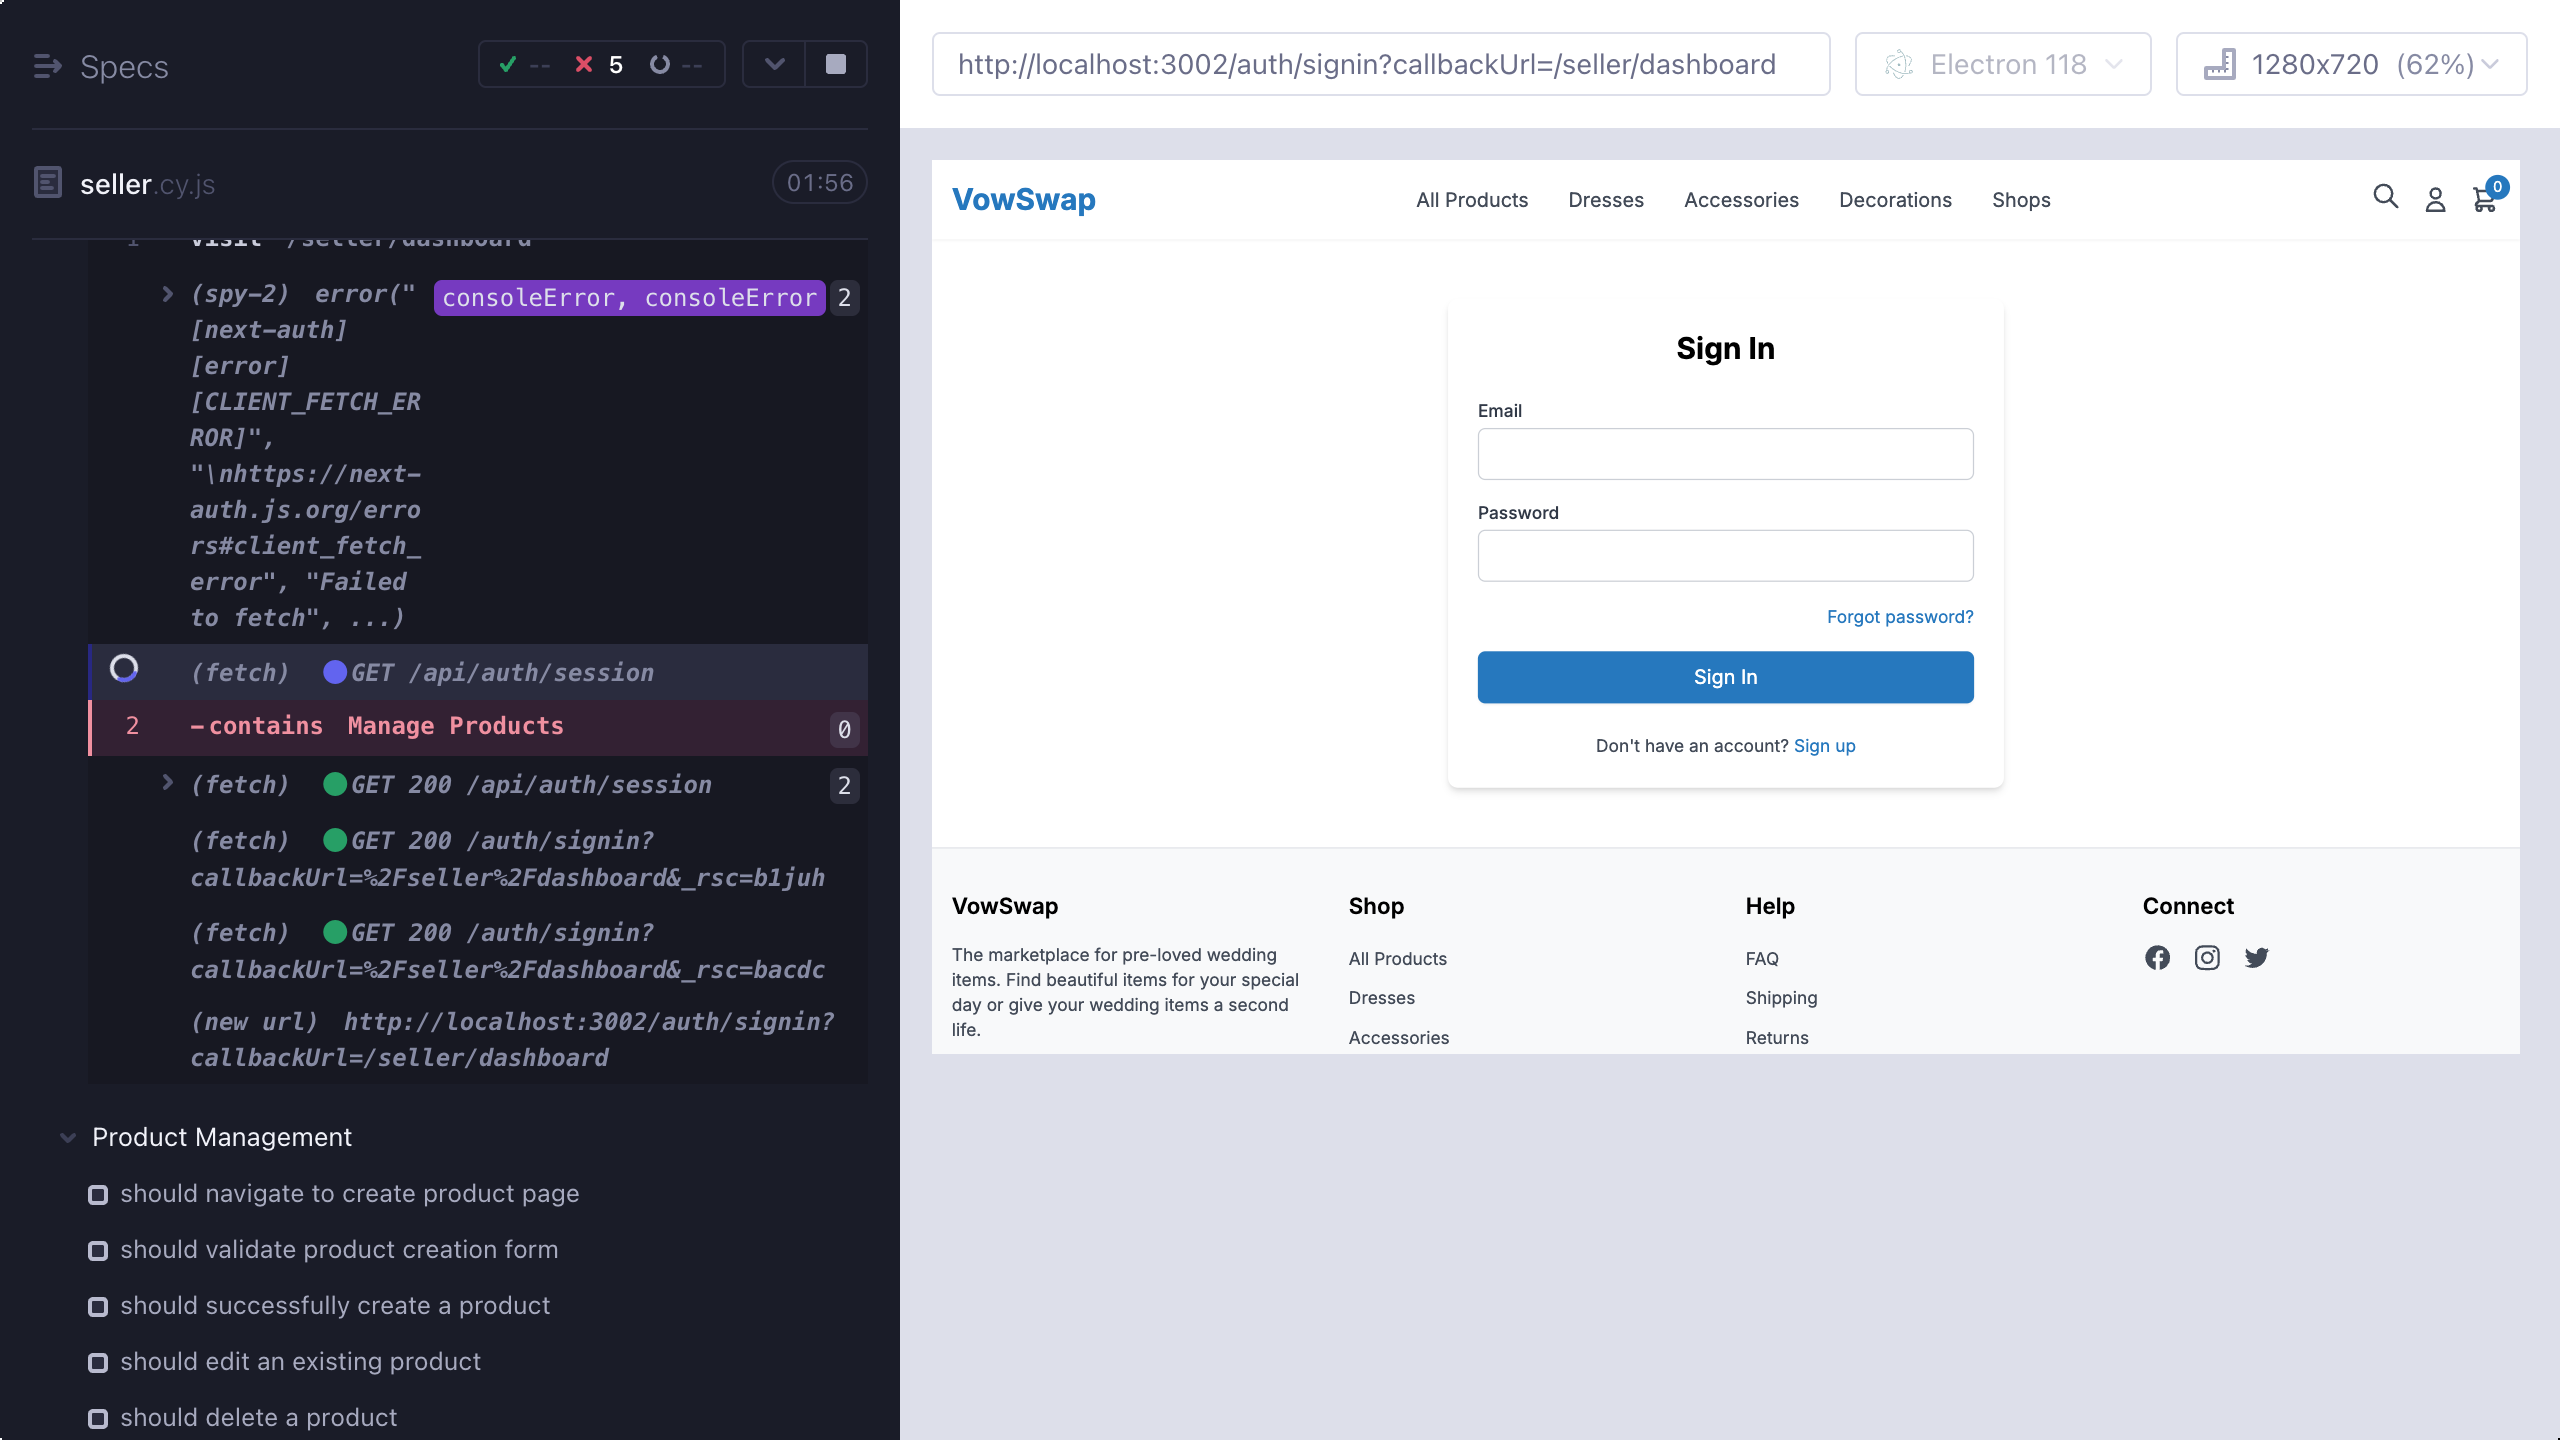 Specs
-- 5 --
seller.cy.js
01:56
1 visit /seller/dashboard
(spy-2) error(" consoleError, consoleError 2
[next-auth]
[error]
[CLIENT_FETCH_ER
ROR]",
"\nhttps://next-
auth.js.org/erro
rs#client_fetch_
error", "Failed
to fetch", ...)
(fetch) GET /api/auth/session
2 -contains Manage Products 0
(fetch) GET 200 /api/auth/session 2
(fetch) GET 200 /auth/signin?
callbackUrl=%2Fseller%2Fdashboard&_rsc=b1juh
(fetch) GET 200 /auth/signin?
callbackUrl=%2Fseller%2Fdashboard&_rsc=bacdc
(new url) http://localhost:3002/auth/signin?
callbackUrl=/seller/dashboard
Product Management
should navigate to create product page
should validate product creation form
should successfully create a product
should edit an existing product
should delete a product
http://localhost:3002/auth/signin?callbackUrl=/seller/dashboard
Electron 118
1280x720 (62%)
VowSwap
All Products Dresses Accessories Decorations Shops
0
Sign In
Email
Password
Forgot password?
Sign In
Don't have an account? Sign up
VowSwap
The marketplace for pre-loved wedding
items. Find beautiful items for your special
day or give your wedding items a second
life.
Shop
All Products
Dresses
Accessories
Help
FAQ
Shipping
Returns
Connect